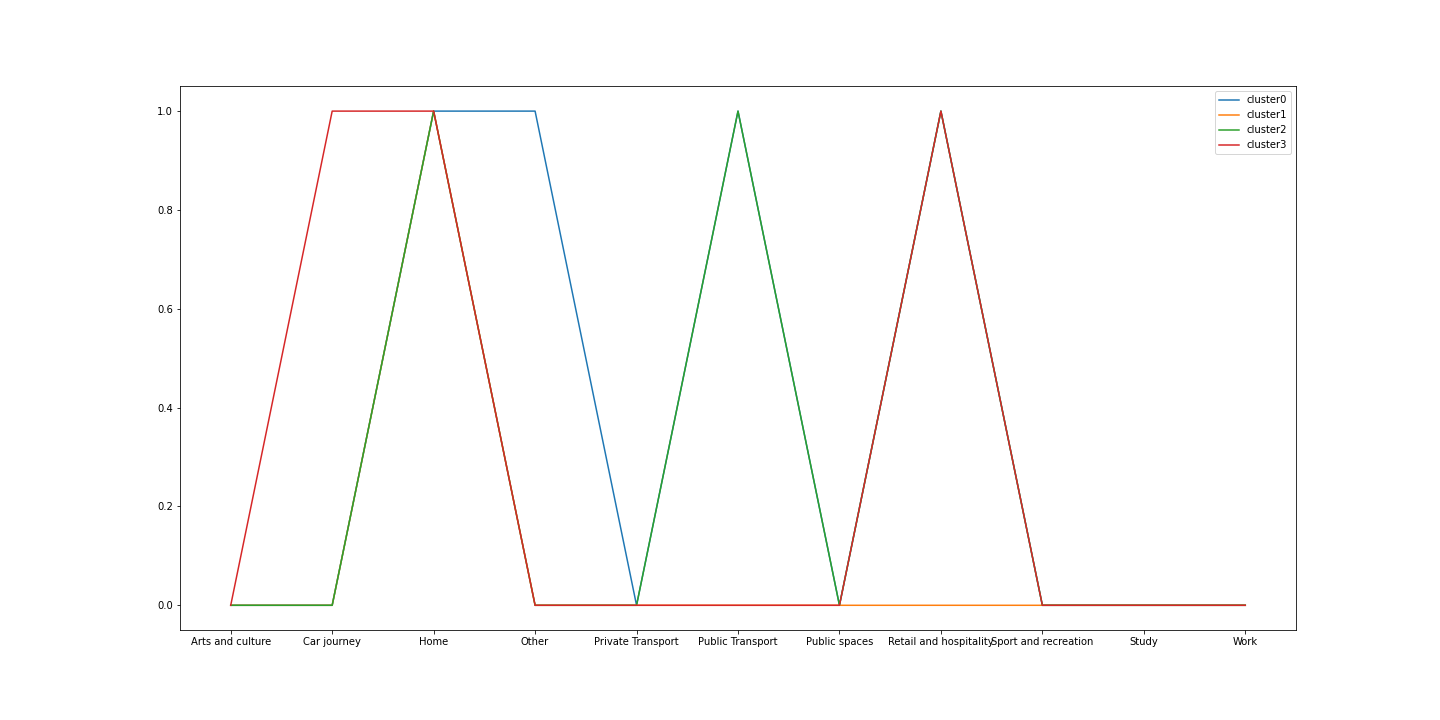 cluster0
cluster1
cluster2
cluster3
1.0
0.8
0.6
0.4
0.2
0.0
Arts and culture Car journey Home Other Private Transport Public Transport Public spaces Retail and hospitality Sport and recreation Study Work